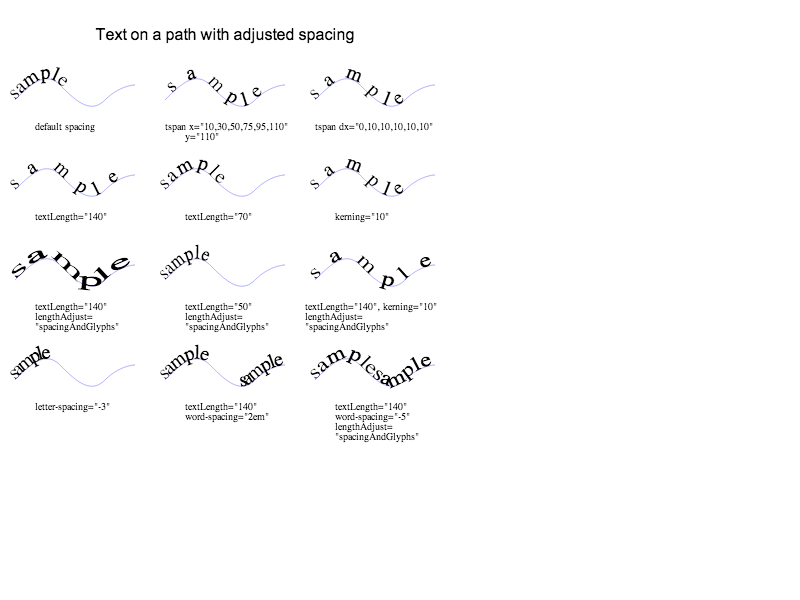 Text on a path with adjusted spacing
sample
sample
sample
default spacing
tspan x="10,30,50,75,95,110"
y="110"
tspan dx="0,10,10,10,10,10"
sample
sample
sample
textLength="140"
textLength="70"
kerning="10"
sample
sample
sample
textLength="140"
lengthAdjust=
"spacingAndGlyphs"
textLength="50"
lengthAdjust=
"spacingAndGlyphs"
textLength="140", kerning="10"
lengthAdjust=
"spacingAndGlyphs"
sample
sample sample
samplesample
letter-spacing="-3"
textLength="140"
word-spacing="2em"
textLength="140"
word-spacing="-5"
lengthAdjust=
"spacingAndGlyphs"